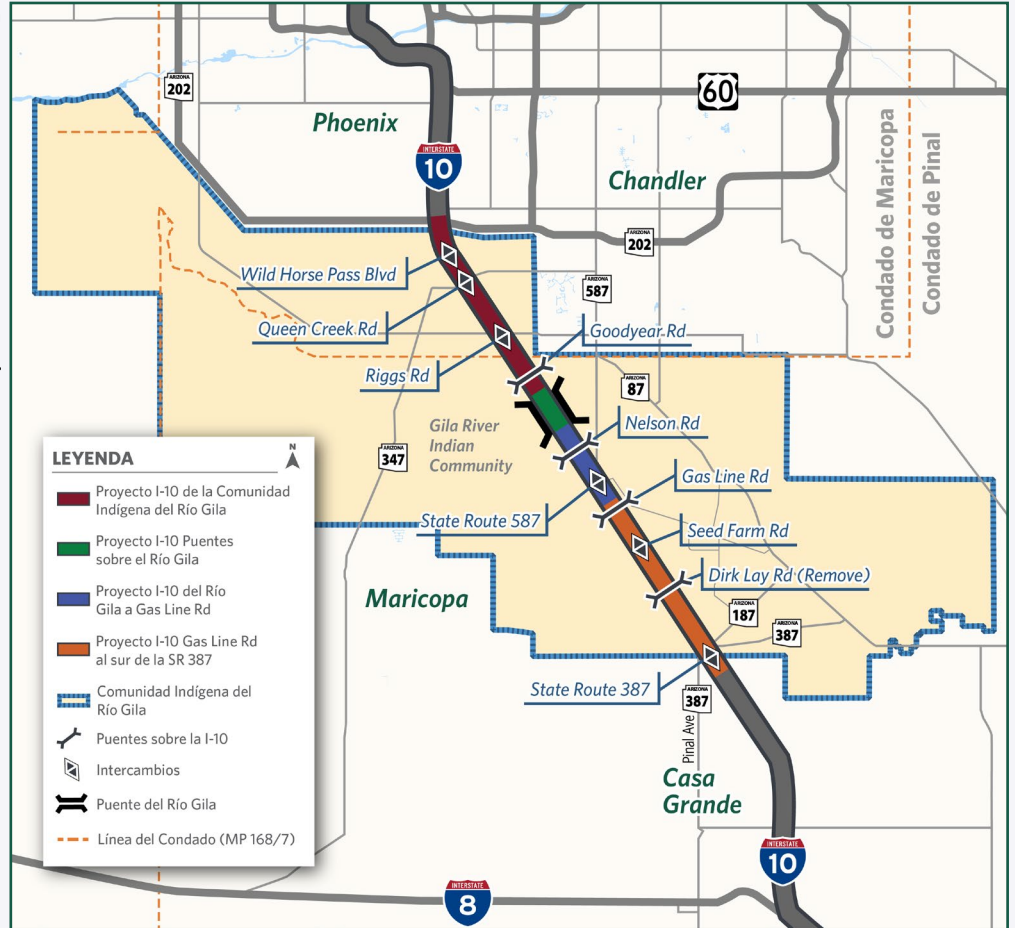 ARIZONA
202
Phoenix
60
INTERSTATE
10
Chandler
Condado de Maricopa
Condado de Pinal
ARIZONA
202
Wild Horse Pass Blvd
ARIZONA
587
Queen Creek Rd
Goodyear Rd
Riggs Rd
ARIZONA
87
Gila River
Indian
Community
Nelson Rd
ARIZONA
347
Gas Line Rd
State Route 587
Seed Farm Rd
Dirk Lay Rd (Remove)
Maricopa
ARIZONA
187
ARIZONA
387
State Route 387
ARIZONA
387
Pinal Ave
Casa
Grande
INTERSTATE
10
INTERSTATE
8
LEYENDA
N
Proyecto I-10 de la Comunidad
Indígena del Río Gila
Proyecto I-10 Puentes
sobre el Río Gila
Proyecto I-10 del Río
Gila a Gas Line Rd
Proyecto I-10 Gas Line Rd
al sur de la SR 387
Comunidad Indígena del
Río Gila
Puentes sobre la I-10
Intercambios
Puente del Río Gila
Línea del Condado (MP 168/7)